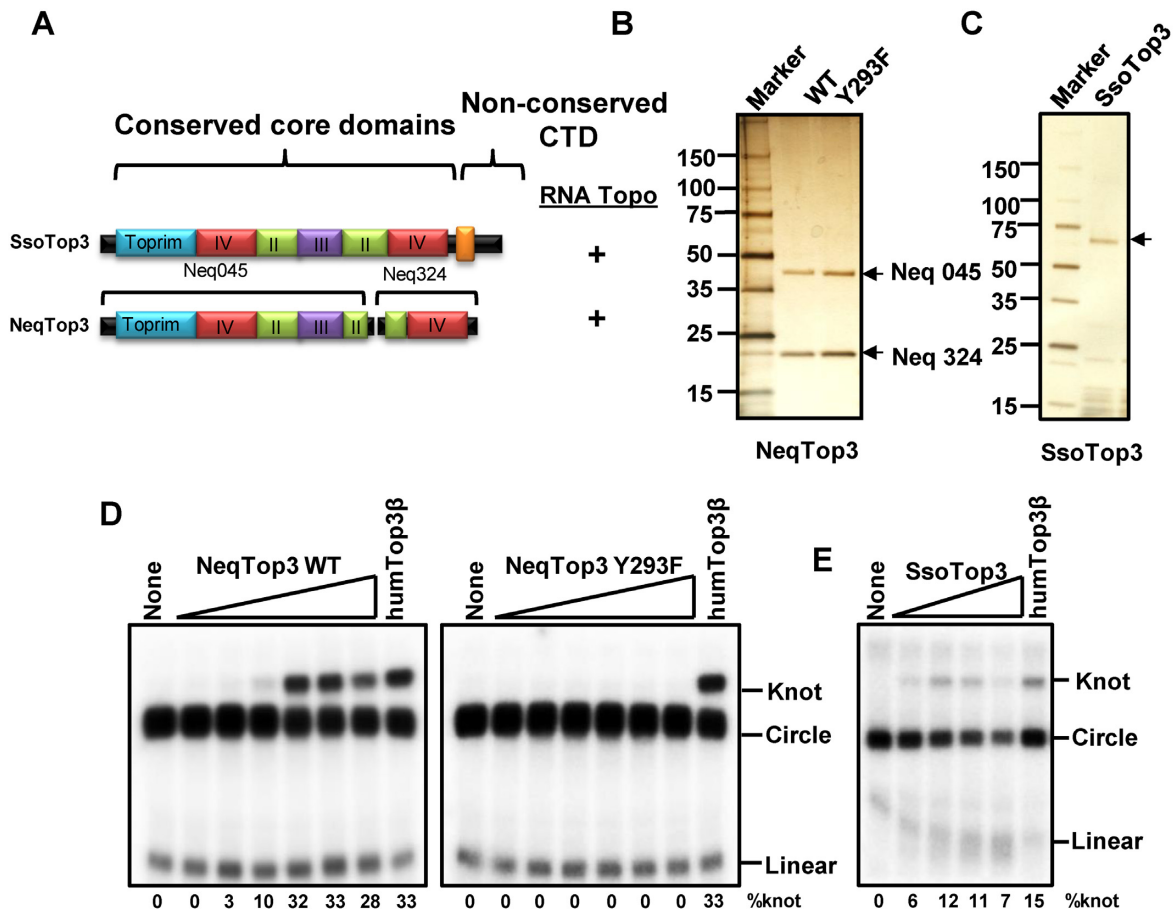 A
Conserved core domains
Non-conserved
CTD
RNA Topo
SsoTop3
Toprim IV II III II IV
+
Neq045 Neq324
NeqTop3
Toprim IV II III II IV
+
B
Marker
WT
Y293F
150
100
75
50
35
25
15
Neq 045
Neq 324
NeqTop3
C
Marker
SsoTop3
150
100
75
50
35
25
15
SsoTop3
D
None
NeqTop3 WT
humTop3β
None
NeqTop3 Y293F
humTop3β
Knot
Circle
Linear
0 0 3 10 32 33 28 33
0 0 0 0 0 0 0 33 %knot
E
None
SsoTop3
humTop3β
Knot
Circle
Linear
0 6 12 11 7 15 %knot